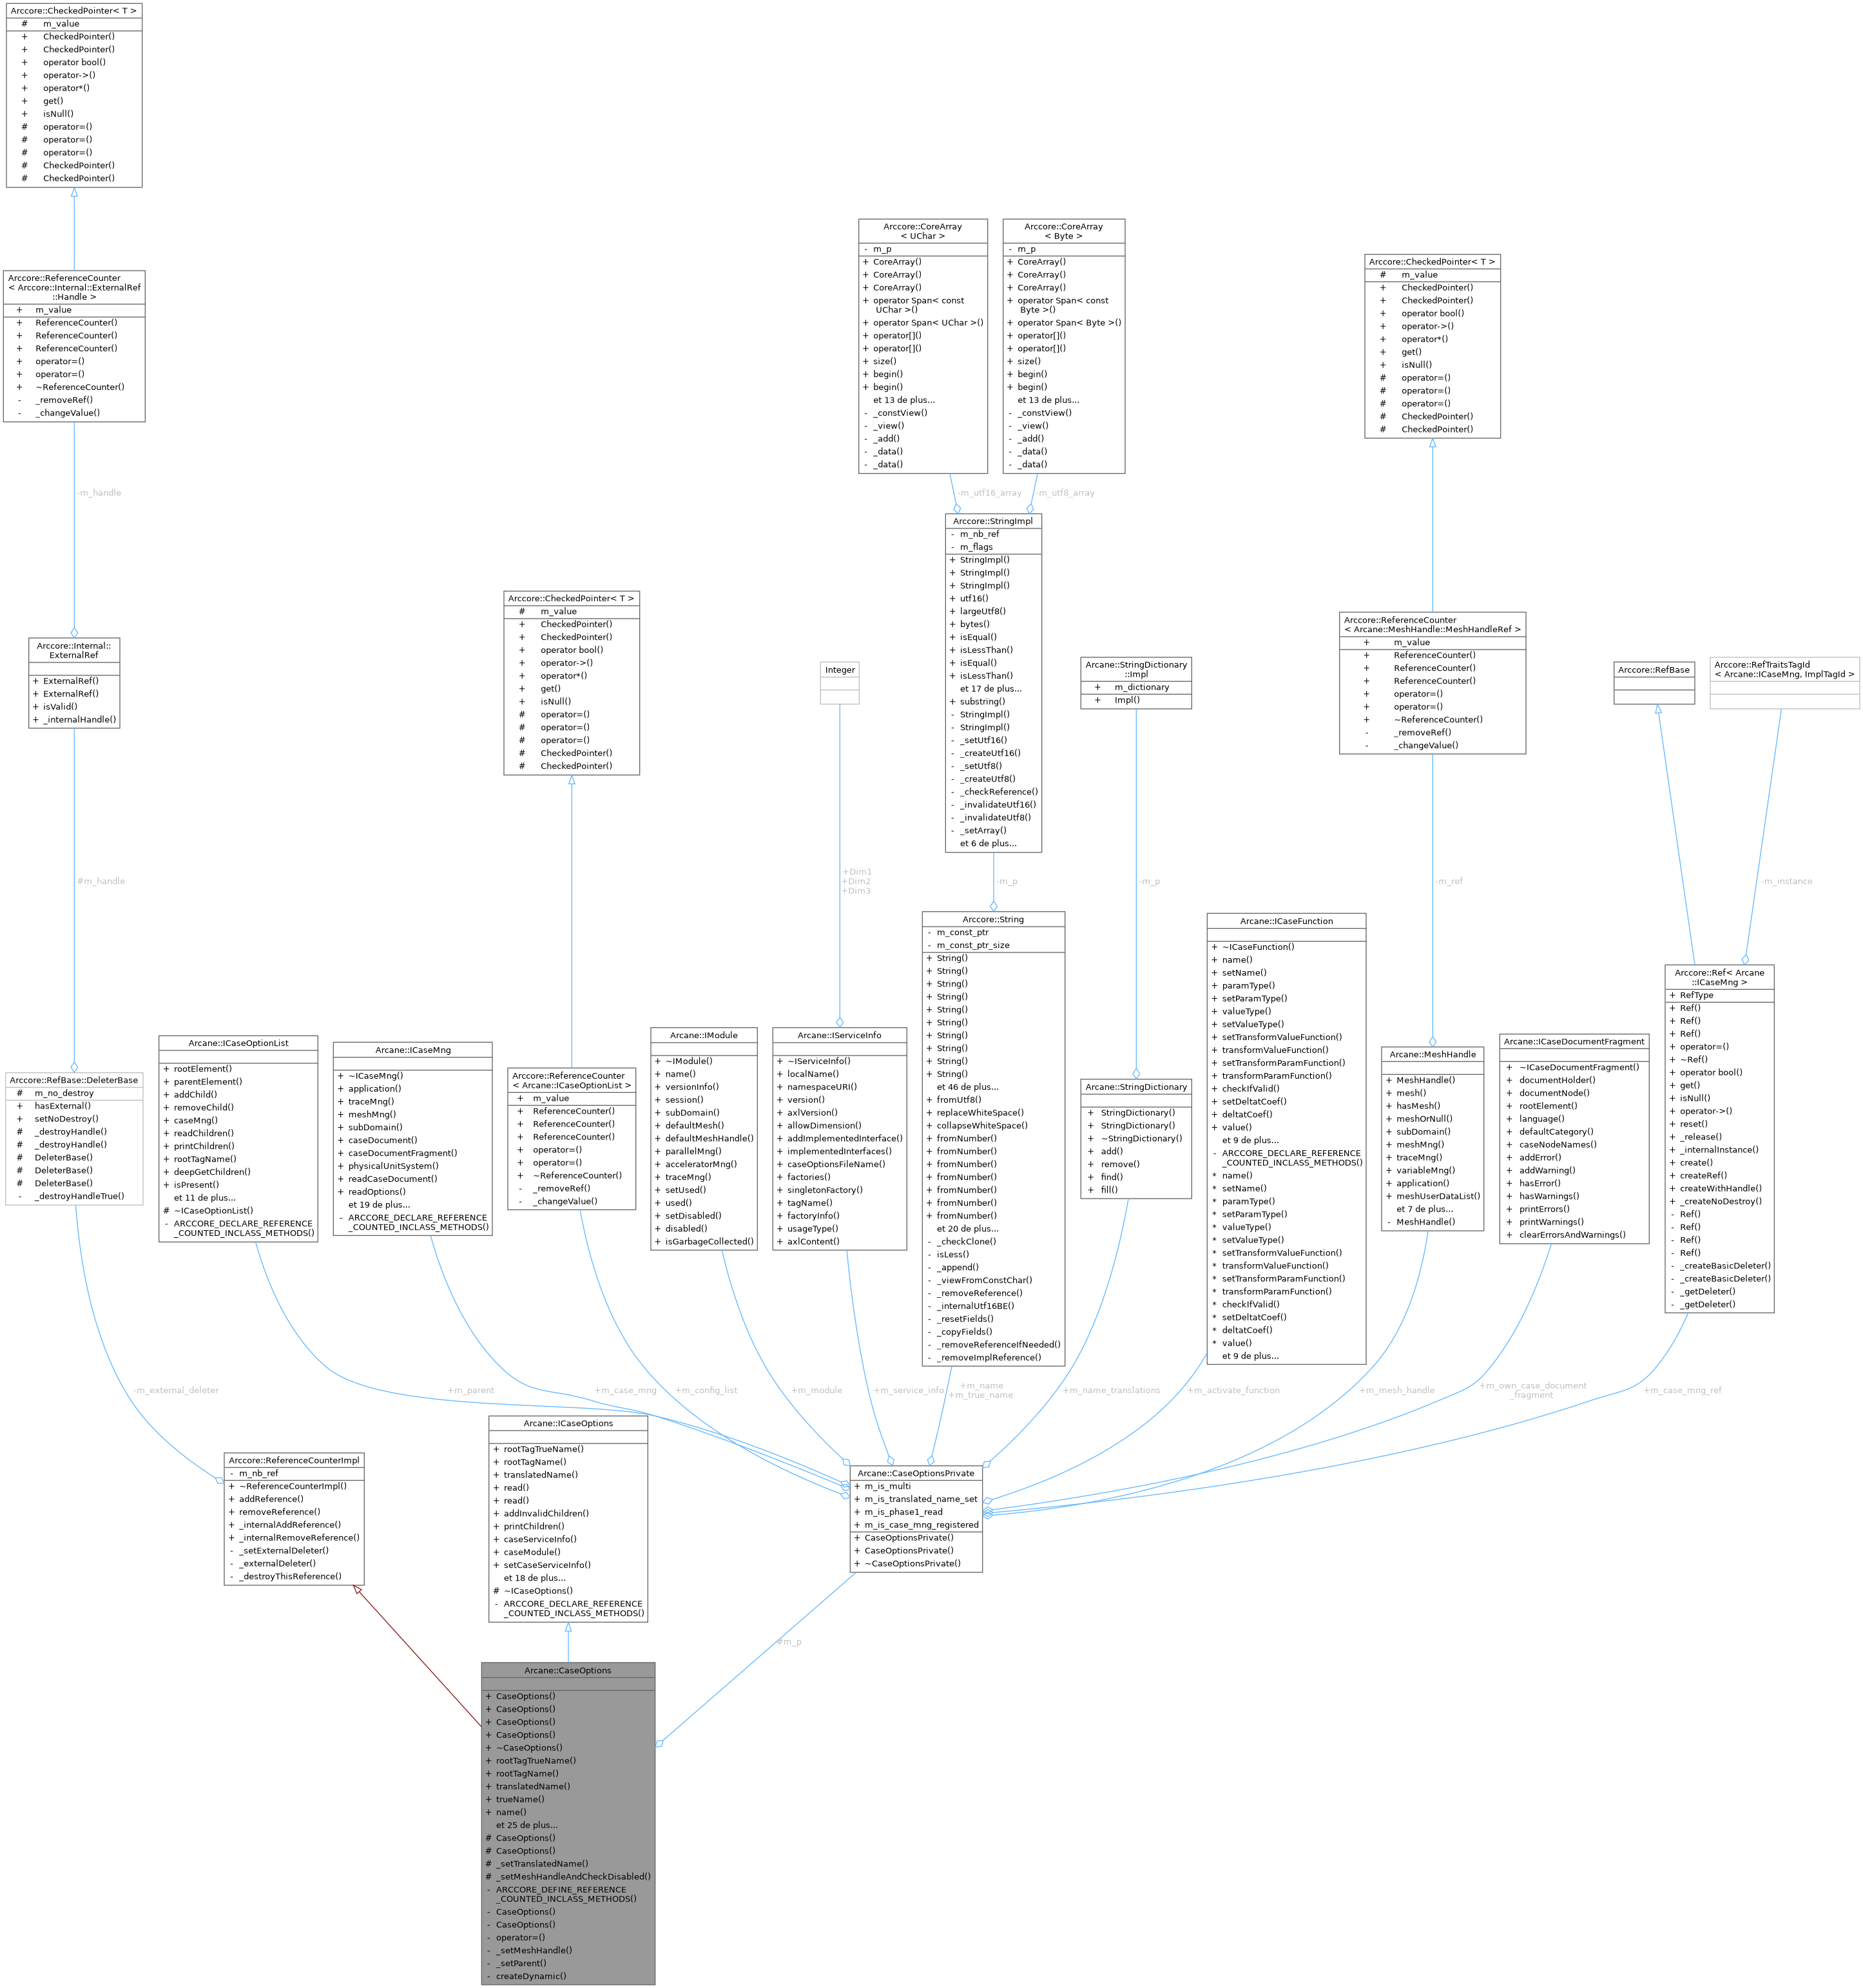 Arccore::CheckedPointer< T >
# m_value
+ CheckedPointer()
+ CheckedPointer()
+ operator bool()
+ operator->()
+ operator*()
+ get()
+ isNull()
# operator=()
# operator=()
# operator=()
# CheckedPointer()
# CheckedPointer()
Arccore::ReferenceCounter
< Arccore::Internal::ExternalRef
::Handle >
+ m_value
+ ReferenceCounter()
+ ReferenceCounter()
+ ReferenceCounter()
+ operator=()
+ operator=()
+ ~ReferenceCounter()
- _removeRef()
- _changeValue()
-m_handle
Arccore::Internal::
ExternalRef
+ ExternalRef()
+ ExternalRef()
+ isValid()
+ _internalHandle()
#m_handle
Arccore::RefBase::DeleterBase
# m_no_destroy
+ hasExternal()
+ setNoDestroy()
# _destroyHandle()
# _destroyHandle()
# DeleterBase()
# DeleterBase()
# DeleterBase()
- _destroyHandleTrue()
-m_external_deleter
Arccore::ReferenceCounterImpl
- m_nb_ref
+ ~ReferenceCounterImpl()
+ addReference()
+ removeReference()
+ _internalAddReference()
+ _internalRemoveReference()
- _setExternalDeleter()
- _externalDeleter()
- _destroyThisReference()
Arcane::ICaseOptionList
+ rootElement()
+ parentElement()
+ addChild()
+ removeChild()
+ caseMng()
+ readChildren()
+ printChildren()
+ rootTagName()
+ deepGetChildren()
+ isPresent()
et 11 de plus...
# ~ICaseOptionList()
- ARCCORE_DECLARE_REFERENCE
_COUNTED_INCLASS_METHODS()
+m_parent
Arcane::ICaseMng
+ ~ICaseMng()
+ application()
+ traceMng()
+ meshMng()
+ subDomain()
+ caseDocument()
+ caseDocumentFragment()
+ physicalUnitSystem()
+ readCaseDocument()
+ readOptions()
et 19 de plus...
- ARCCORE_DECLARE_REFERENCE
_COUNTED_INCLASS_METHODS()
+m_case_mng
Arccore::CheckedPointer< T >
# m_value
+ CheckedPointer()
+ CheckedPointer()
+ operator bool()
+ operator->()
+ operator*()
+ get()
+ isNull()
# operator=()
# operator=()
# operator=()
# CheckedPointer()
# CheckedPointer()
Arccore::ReferenceCounter
< Arcane::ICaseOptionList >
+ m_value
+ ReferenceCounter()
+ ReferenceCounter()
+ ReferenceCounter()
+ operator=()
+ operator=()
+ ~ReferenceCounter()
- _removeRef()
- _changeValue()
+m_config_list
Arcane::IModule
+ ~IModule()
+ name()
+ versionInfo()
+ session()
+ subDomain()
+ defaultMesh()
+ defaultMeshHandle()
+ parallelMng()
+ acceleratorMng()
+ traceMng()
+ setUsed()
+ used()
+ setDisabled()
+ disabled()
+ isGarbageCollected()
+m_module
Integer
+Dim1
+Dim2
+Dim3
Arcane::IServiceInfo
+ ~IServiceInfo()
+ localName()
+ namespaceURI()
+ version()
+ axlVersion()
+ allowDimension()
+ addImplementedInterface()
+ implementedInterfaces()
+ caseOptionsFileName()
+ factories()
+ singletonFactory()
+ tagName()
+ factoryInfo()
+ usageType()
+ axlContent()
+m_service_info
Arccore::CoreArray
< UChar >
- m_p
+ CoreArray()
+ CoreArray()
+ CoreArray()
+ operator Span< const
UChar >()
+ operator Span< UChar >()
+ operator[]()
+ operator[]()
+ size()
+ begin()
+ begin()
et 13 de plus...
- _constView()
- _view()
- _add()
- _data()
- _data()
-m_utf16_array
Arccore::CoreArray
< Byte >
- m_p
+ CoreArray()
+ CoreArray()
+ CoreArray()
+ operator Span< const
Byte >()
+ operator Span< Byte >()
+ operator[]()
+ operator[]()
+ size()
+ begin()
+ begin()
et 13 de plus...
- _constView()
- _view()
- _add()
- _data()
- _data()
-m_utf8_array
Arccore::StringImpl
- m_nb_ref
- m_flags
+ StringImpl()
+ StringImpl()
+ StringImpl()
+ utf16()
+ largeUtf8()
+ bytes()
+ isEqual()
+ isLessThan()
+ isEqual()
+ isLessThan()
et 17 de plus...
+ substring()
- StringImpl()
- StringImpl()
- _setUtf16()
- _createUtf16()
- _setUtf8()
- _createUtf8()
- _checkReference()
- _invalidateUtf16()
- _invalidateUtf8()
- _setArray()
et 6 de plus...
-m_p
Arccore::String
- m_const_ptr
- m_const_ptr_size
+ String()
+ String()
+ String()
+ String()
+ String()
+ String()
+ String()
+ String()
+ String()
+ String()
et 46 de plus...
+ fromUtf8()
+ replaceWhiteSpace()
+ collapseWhiteSpace()
+ fromNumber()
+ fromNumber()
+ fromNumber()
+ fromNumber()
+ fromNumber()
+ fromNumber()
+ fromNumber()
et 20 de plus...
- _checkClone()
- isLess()
- _append()
- _viewFromConstChar()
- _removeReference()
- _internalUtf16BE()
- _resetFields()
- _copyFields()
- _removeReferenceIfNeeded()
- _removeImplReference()
+m_name
+m_true_name
Arcane::StringDictionary
::Impl
+ m_dictionary
+ Impl()
-m_p
Arcane::StringDictionary
+ StringDictionary()
+ StringDictionary()
+ ~StringDictionary()
+ add()
+ remove()
+ find()
+ fill()
+m_name_translations
Arcane::ICaseFunction
+ ~ICaseFunction()
+ name()
+ setName()
+ paramType()
+ setParamType()
+ valueType()
+ setValueType()
+ setTransformValueFunction()
+ transformValueFunction()
+ setTransformParamFunction()
+ transformParamFunction()
+ checkIfValid()
+ setDeltatCoef()
+ deltatCoef()
+ value()
et 9 de plus...
- ARCCORE_DECLARE_REFERENCE
_COUNTED_INCLASS_METHODS()
* name()
* setName()
* paramType()
* setParamType()
* valueType()
* setValueType()
* setTransformValueFunction()
* transformValueFunction()
* setTransformParamFunction()
* transformParamFunction()
* checkIfValid()
* setDeltatCoef()
* deltatCoef()
* value()
et 9 de plus...
+m_activate_function
Arccore::CheckedPointer< T >
# m_value
+ CheckedPointer()
+ CheckedPointer()
+ operator bool()
+ operator->()
+ operator*()
+ get()
+ isNull()
# operator=()
# operator=()
# operator=()
# CheckedPointer()
# CheckedPointer()
Arccore::ReferenceCounter
< Arcane::MeshHandle::MeshHandleRef >
+ m_value
+ ReferenceCounter()
+ ReferenceCounter()
+ ReferenceCounter()
+ operator=()
+ operator=()
+ ~ReferenceCounter()
- _removeRef()
- _changeValue()
-m_ref
Arcane::MeshHandle
+ MeshHandle()
+ mesh()
+ hasMesh()
+ meshOrNull()
+ subDomain()
+ meshMng()
+ traceMng()
+ variableMng()
+ application()
+ meshUserDataList()
et 7 de plus...
- MeshHandle()
+m_mesh_handle
Arcane::ICaseDocumentFragment
+ ~ICaseDocumentFragment()
+ documentHolder()
+ documentNode()
+ rootElement()
+ language()
+ defaultCategory()
+ caseNodeNames()
+ addError()
+ addWarning()
+ hasError()
+ hasWarnings()
+ printErrors()
+ printWarnings()
+ clearErrorsAndWarnings()
+m_own_case_document
_fragment
Arccore::RefBase
Arccore::RefTraitsTagId
< Arcane::ICaseMng, ImplTagId >
-m_instance
Arccore::Ref< Arcane
::ICaseMng >
+ RefType
+ Ref()
+ Ref()
+ Ref()
+ operator=()
+ ~Ref()
+ operator bool()
+ get()
+ isNull()
+ operator->()
+ reset()
+ _release()
+ _internalInstance()
+ create()
+ createRef()
+ createWithHandle()
+ _createNoDestroy()
- Ref()
- Ref()
- Ref()
- Ref()
- _createBasicDeleter()
- _createBasicDeleter()
- _getDeleter()
- _getDeleter()
+m_case_mng_ref
Arcane::ICaseOptions
+ rootTagTrueName()
+ rootTagName()
+ translatedName()
+ read()
+ read()
+ addInvalidChildren()
+ printChildren()
+ caseServiceInfo()
+ caseModule()
+ setCaseServiceInfo()
et 18 de plus...
# ~ICaseOptions()
- ARCCORE_DECLARE_REFERENCE
_COUNTED_INCLASS_METHODS()
Arcane::CaseOptionsPrivate
+ m_is_multi
+ m_is_translated_name_set
+ m_is_phase1_read
+ m_is_case_mng_registered
+ CaseOptionsPrivate()
+ CaseOptionsPrivate()
+ ~CaseOptionsPrivate()
#m_p
Arcane::CaseOptions
+ CaseOptions()
+ CaseOptions()
+ CaseOptions()
+ CaseOptions()
+ ~CaseOptions()
+ rootTagTrueName()
+ rootTagName()
+ translatedName()
+ trueName()
+ name()
et 25 de plus...
# CaseOptions()
# CaseOptions()
# _setTranslatedName()
# _setMeshHandleAndCheckDisabled()
- ARCCORE_DEFINE_REFERENCE
_COUNTED_INCLASS_METHODS()
- CaseOptions()
- CaseOptions()
- operator=()
- _setMeshHandle()
- _setParent()
- createDynamic()